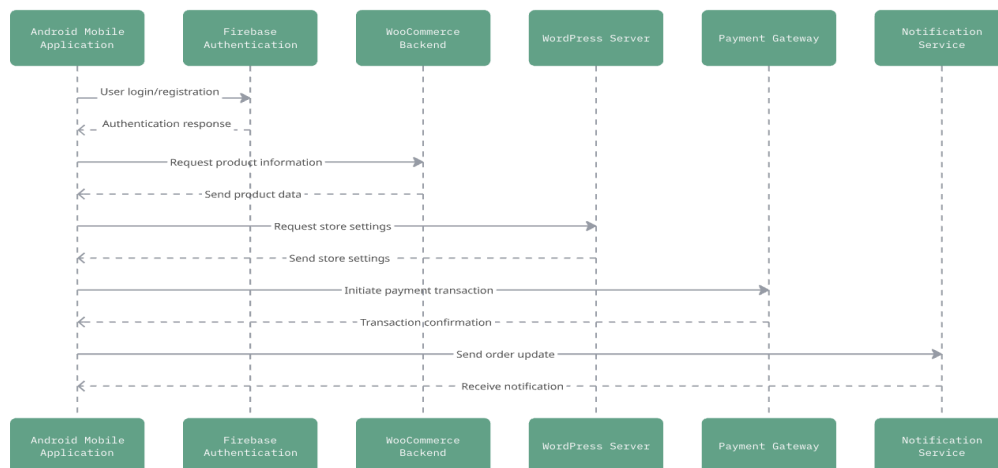 Android Mobile
Application
Firebase
Authentication
WooCommerce
Backend
WordPress Server
Payment Gateway
Notification
Service
User login/registration
Authentication response
Request product information
Send product data
Request store settings
Send store settings
Initiate payment transaction
Transaction confirmation
Send order update
Receive notification
Android Mobile
Application
Firebase
Authentication
WooCommerce
Backend
WordPress Server
Payment Gateway
Notification
Service